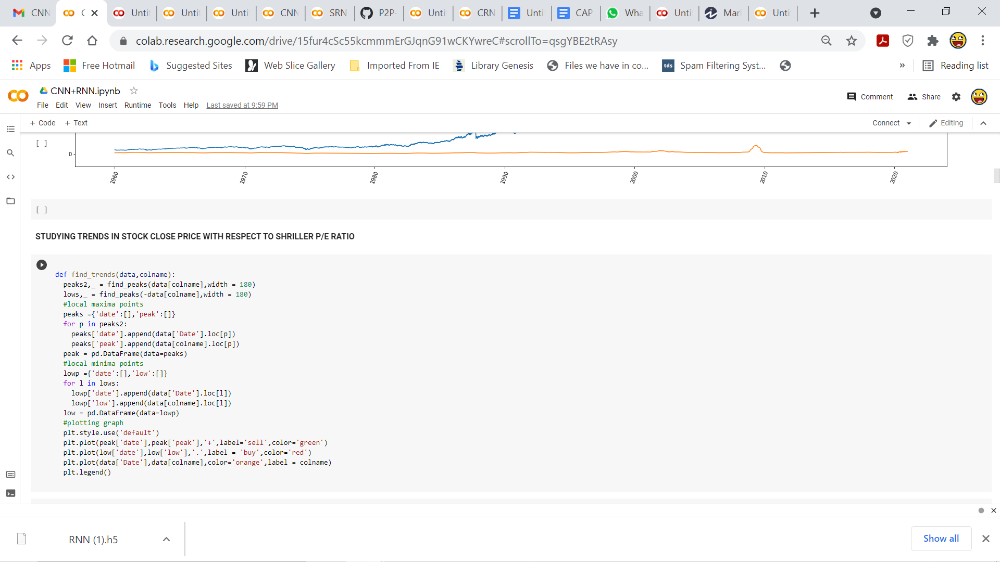 CNN
C
Untit
Unti
Unti
CNN
SRN
P2P-
Unti
CRN
Unti
CAP
Wha
Unti
Mar
Unti
colab.research.google.com/drive/15fur4cSc55kcmmmErGJqnG91wCKYwreC#scrollTo=qsgYBE2tRAsy
Apps
Free Hotmail
Suggested Sites
Web Slice Gallery
Imported From IE
Library Genesis
Files we have in co...
tds
Spam Filtering Syst...
»
Reading list
CNN+RNN.ipynb
Comment
Share
File Edit View Insert Runtime Tools Help Last saved at 9:59 PM
+ Code + Text
Connect
Editing
[ ]
0
1960
1970
1980
1990
2000
2010
2020
[ ]
STUDYING TRENDS IN STOCK CLOSE PRICE WITH RESPECT TO SHRILLER P/E RATIO
def find_trends(data,colname):
peaks2,_ = find_peaks(data[colname],width = 180)
lows,_ = find_peaks(-data[colname],width = 180)
#local maxima points
peaks ={'date':[],'peak':[]}
for p in peaks2:
peaks['date'].append(data['Date'].loc[p])
peaks['peak'].append(data[colname].loc[p])
peak = pd.DataFrame(data=peaks)
#local minima points
lowp ={'date':[],'low':[]}
for l in lows:
lowp['date'].append(data['Date'].loc[l])
lowp['low'].append(data[colname].loc[l])
low = pd.DataFrame(data=lowp)
#plotting graph
plt.style.use('default')
plt.plot(peak['date'],peak['peak'],'+',label='sell',color='green')
plt.plot(low['date'],low['low'],'.',label = 'buy',color='red')
plt.plot(data['Date'],data[colname],color='orange',label = colname)
plt.legend()
RNN (1).h5
Show all